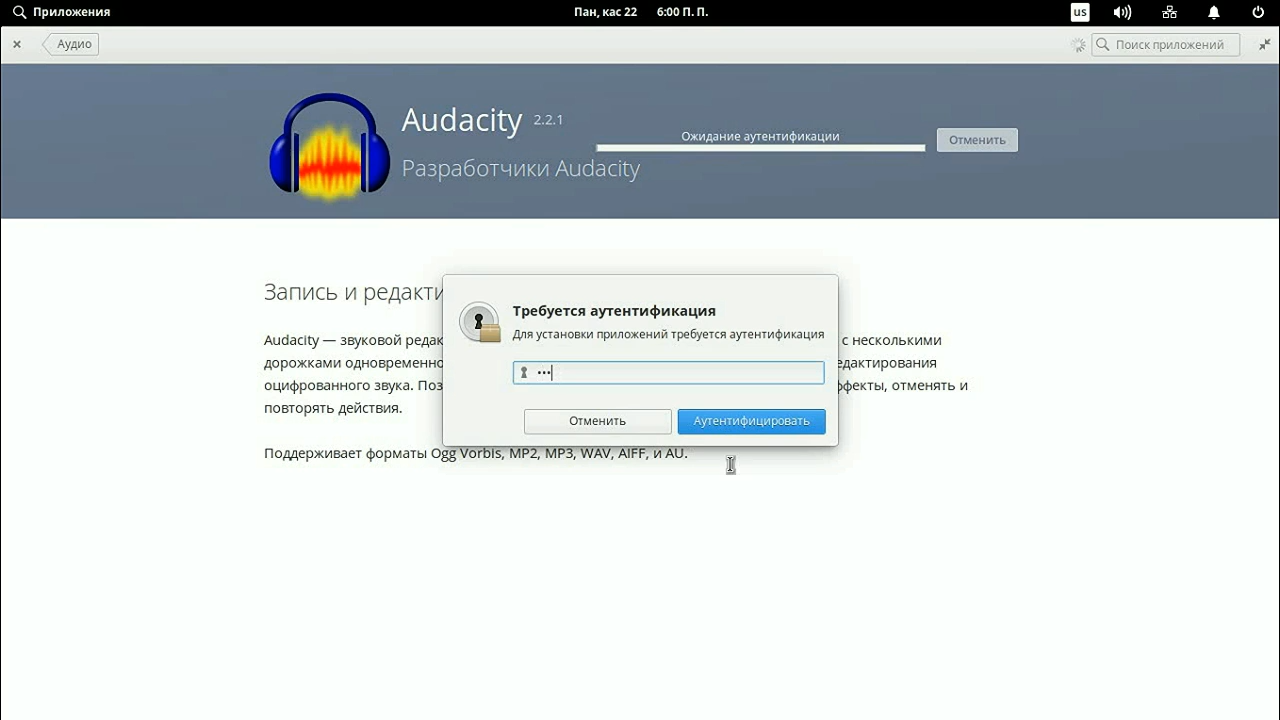 Приложения
Пан, кас 22 6:00 П. П.
us
Аудио
Поиск приложений
Audacity 2.2.1
Разработчики Audacity
Ожидание аутентификации
Отменить
Запись и редакти
Audacity — звуковой редак
с несколькими
дорожками одновременно
едактирования
оцифрованного звука. Поз
ффекты, отменять и
повторять действия.
Поддерживает форматы Ogg Vorbis, MP2, MP3, WAV, AIFF, и AU.
Требуется аутентификация
Для установки приложений требуется аутентификация
Отменить
Аутентифицировать